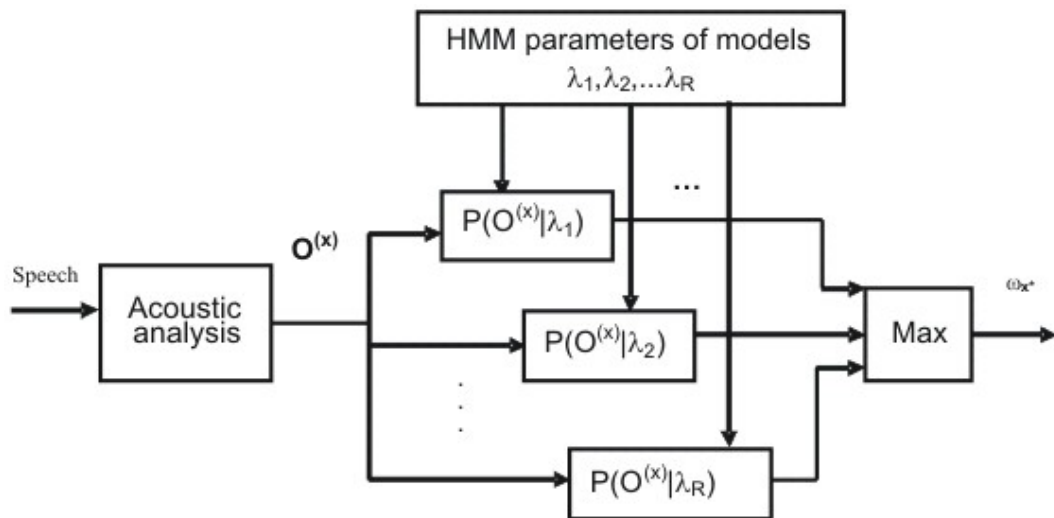 HMM parameters of models
λ₁,λ₂,...λR
...
P(O⁽ˣ⁾|λ₁)
O⁽ˣ⁾
Speech
Acoustic
analysis
P(O⁽ˣ⁾|λ₂)
Max
ωx*
.
.
.
P(O⁽ˣ⁾|λR)